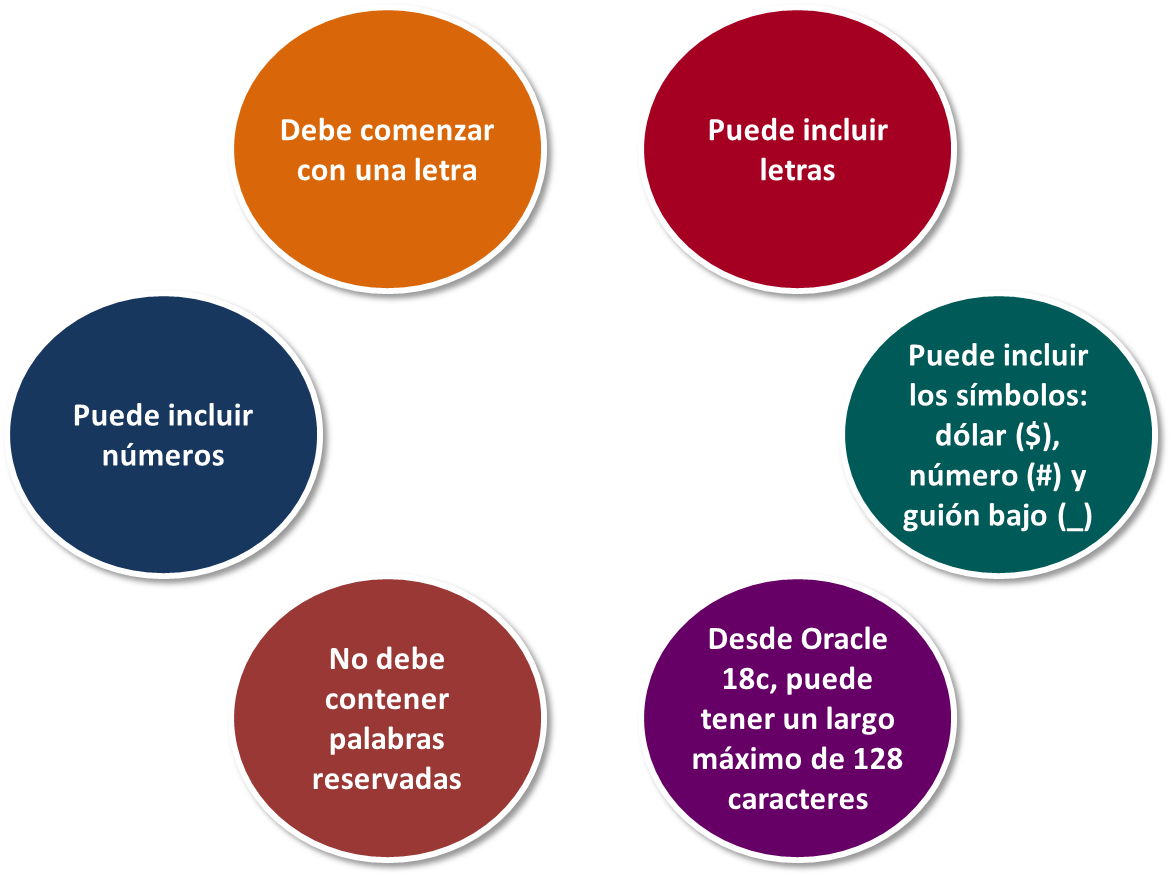 Debe comenzar
con una letra
Puede incluir
letras
Puede incluir
números
Puede incluir
los símbolos:
dólar ($),
número (#) y
guión bajo (_)
No debe
contener
palabras
reservadas
Desde Oracle
18c, puede
tener un largo
máximo de 128
caracteres